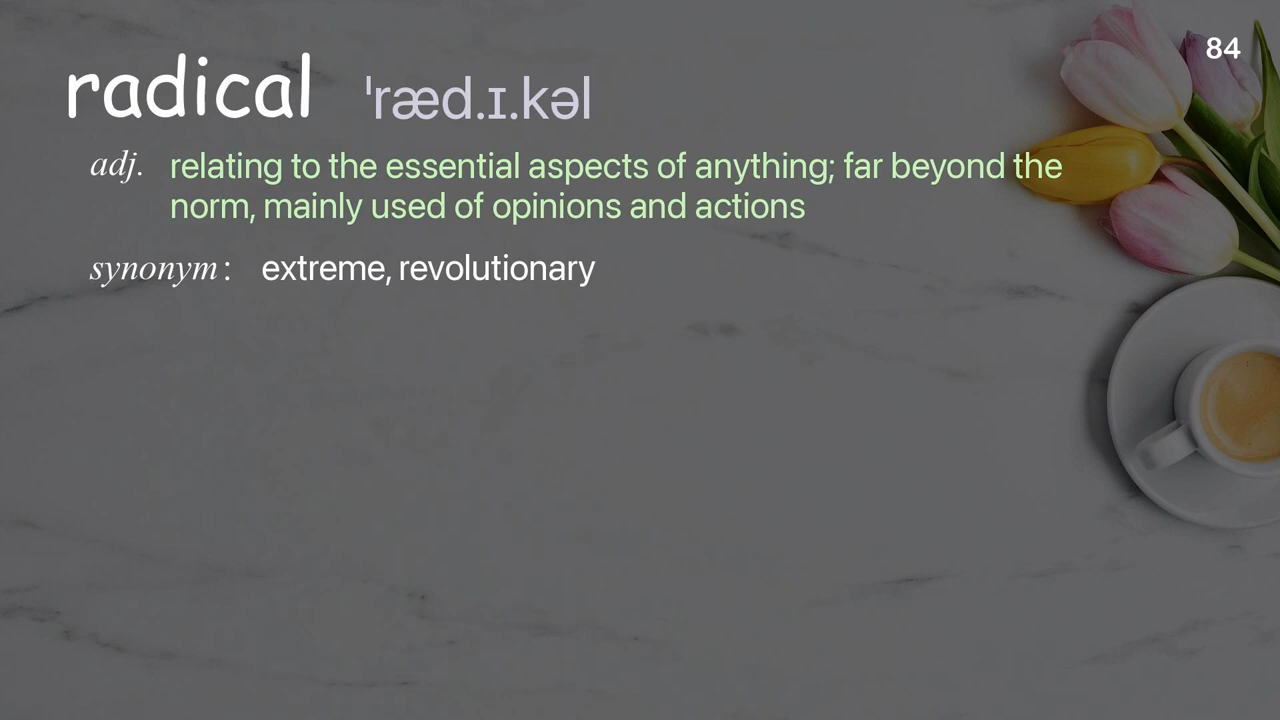 84
radical ˈræd.ɪ.kəl
adj. relating to the essential aspects of anything; far beyond the
norm, mainly used of opinions and actions
synonym: extreme, revolutionary